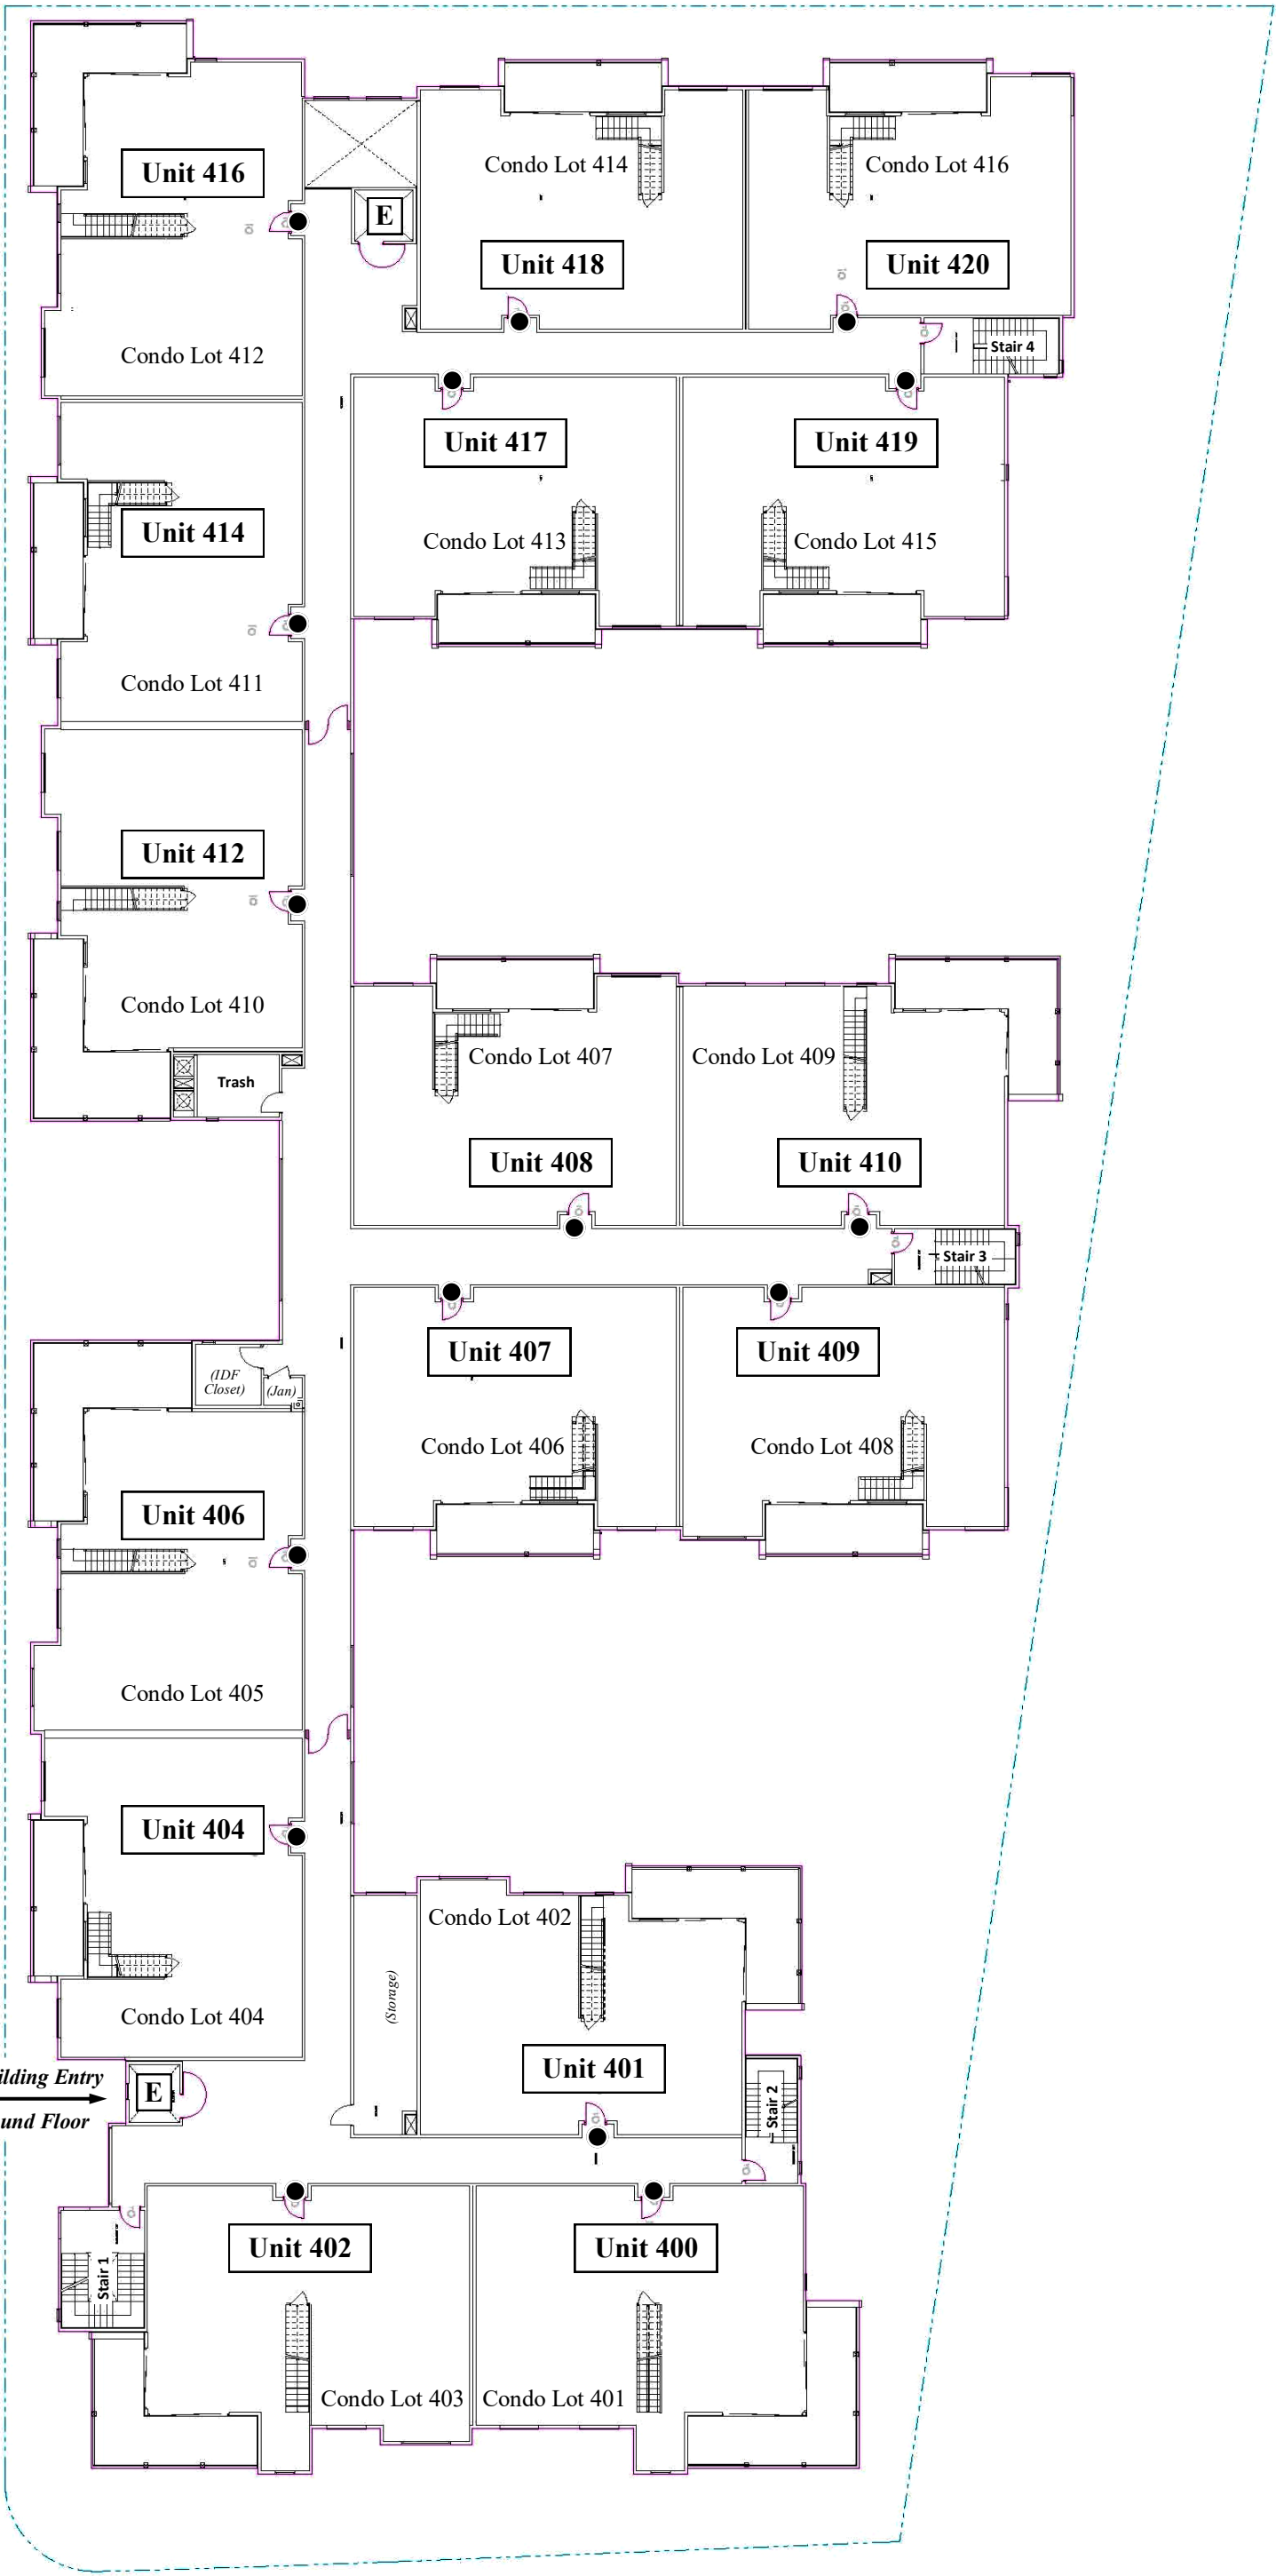 Condo Lot 414
Condo Lot 416
Unit 416
E
Unit 418
Unit 420
Condo Lot 412
Stair 4
Unit 417
Unit 419
Unit 414
Condo Lot 413
Condo Lot 415
Condo Lot 411
Unit 412
Condo Lot 410
Condo Lot 407
Condo Lot 409
Trash
Unit 408
Unit 410
Stair 3
Unit 407
Unit 409
(IDF
Closet)
(Jan)
Condo Lot 406
Condo Lot 408
Unit 406
Condo Lot 405
Unit 404
Condo Lot 402
(Storage)
Condo Lot 404
Unit 401
ilding Entry
E
und Floor
Stair 2
Unit 402
Unit 400
Stair 1
Condo Lot 403
Condo Lot 401